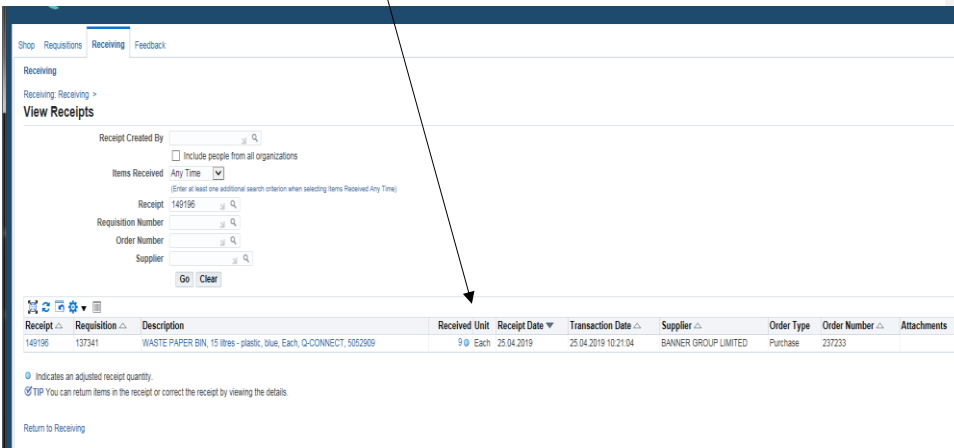 Shop Requisitions Receiving Feedback
Receiving
Receiving: Receiving >
View Receipts
Receipt Created By
Include people from all organizations
Items Received Any Time
(Enter at least one additional search criterion when selecting Items Received Any Time)
Receipt 149196
Requisition Number
Order Number
Supplier
Go Clear
Receipt Requisition Description Received Unit Receipt Date Transaction Date Supplier Order Type Order Number Attachments
149196 137341 WASTE PAPER BIN, 15 litres - plastic, blue, Each, Q-CONNECT, 5052909 9 Each 25.04.2019 25.04.2019 10:21:04 BANNER GROUP LIMITED Purchase 237233
Indicates an adjusted receipt quantity.
TIP You can return items in the receipt or correct the receipt by viewing the details.
Return to Receiving